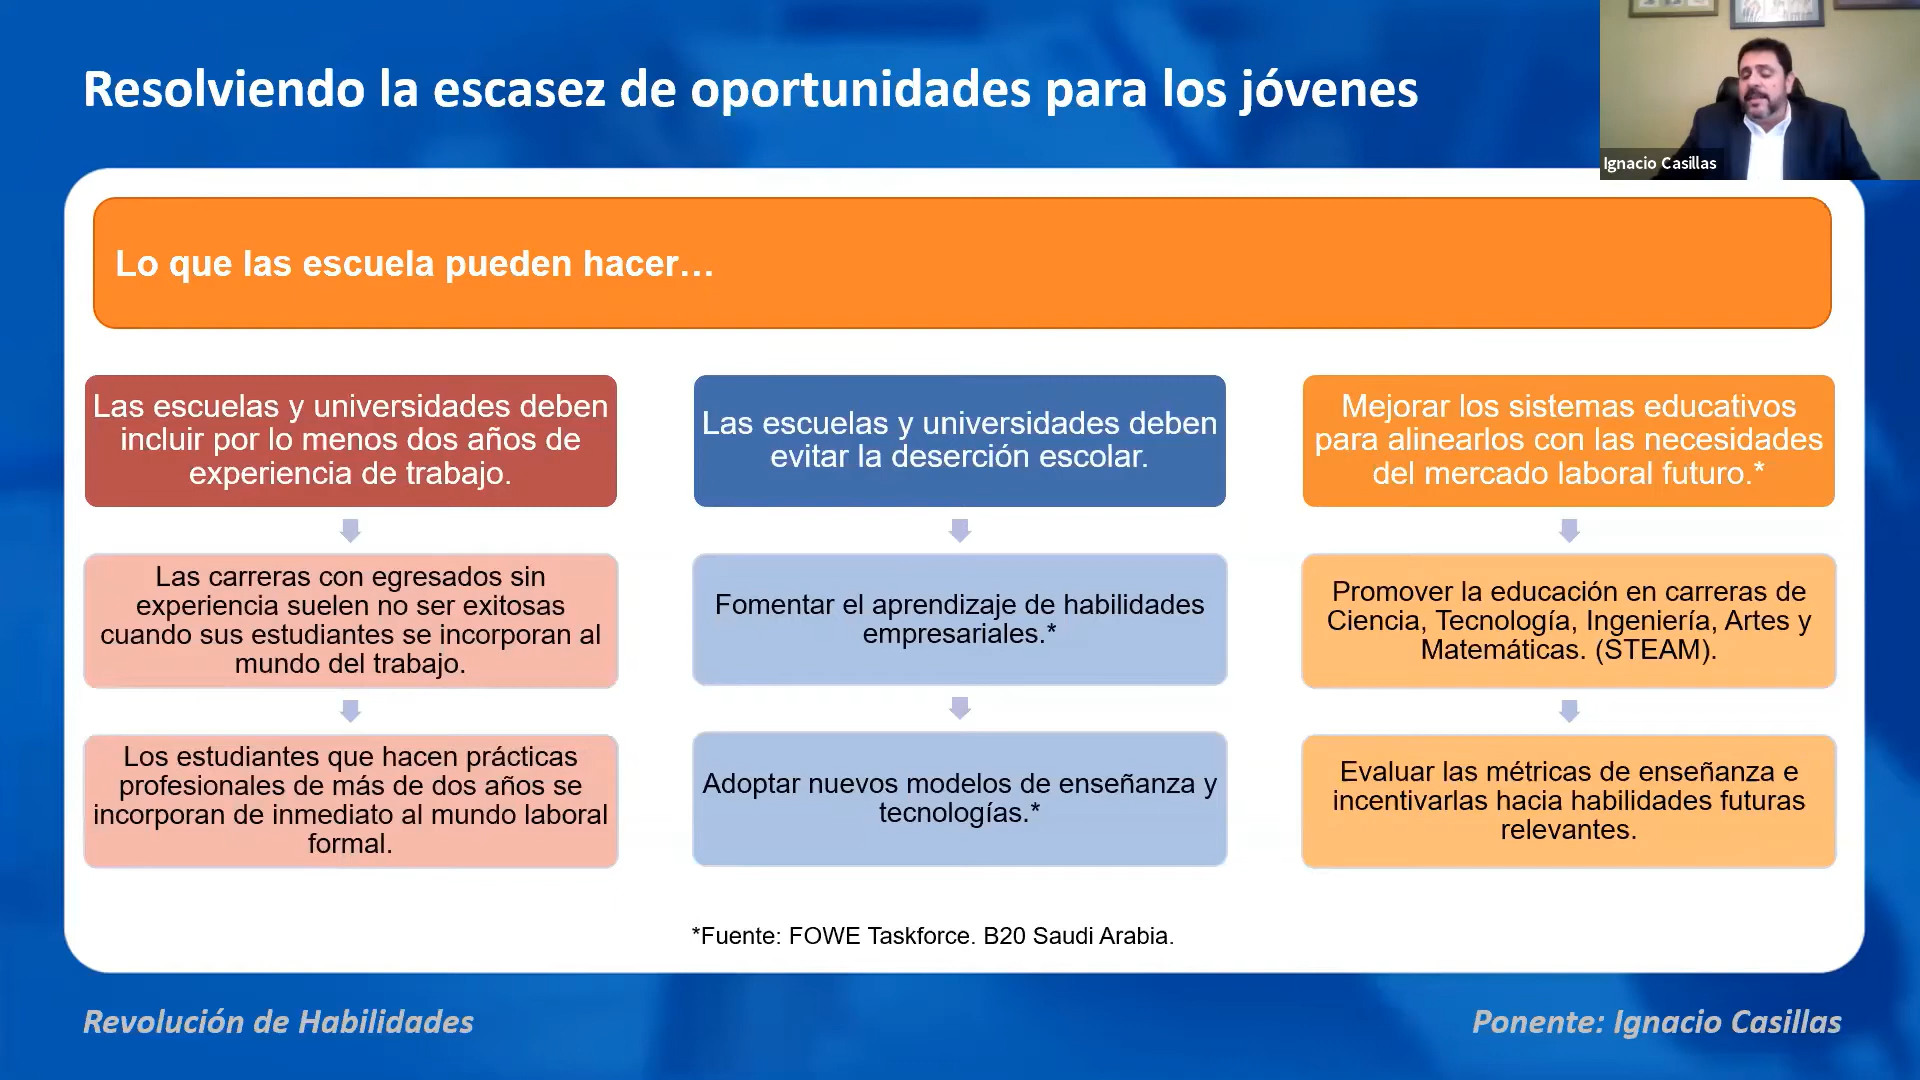 Resolviendo la escasez de oportunidades para los jóvenes
Ignacio Casillas
Lo que las escuela pueden hacer…
Las escuelas y universidades deben
incluir por lo menos dos años de
experiencia de trabajo.
Las carreras con egresados sin
experiencia suelen no ser exitosas
cuando sus estudiantes se incorporan al
mundo del trabajo.
Los estudiantes que hacen prácticas
profesionales de más de dos años se
incorporan de inmediato al mundo laboral
formal.
Las escuelas y universidades deben
evitar la deserción escolar.
Fomentar el aprendizaje de habilidades
empresariales.*
Adoptar nuevos modelos de enseñanza y
tecnologías.*
Mejorar los sistemas educativos
para alinearlos con las necesidades
del mercado laboral futuro.*
Promover la educación en carreras de
Ciencia, Tecnología, Ingeniería, Artes y
Matemáticas. (STEAM).
Evaluar las métricas de enseñanza e
incentivarlas hacia habilidades futuras
relevantes.
*Fuente: FOWE Taskforce. B20 Saudi Arabia.
Revolución de Habilidades
Ponente: Ignacio Casillas